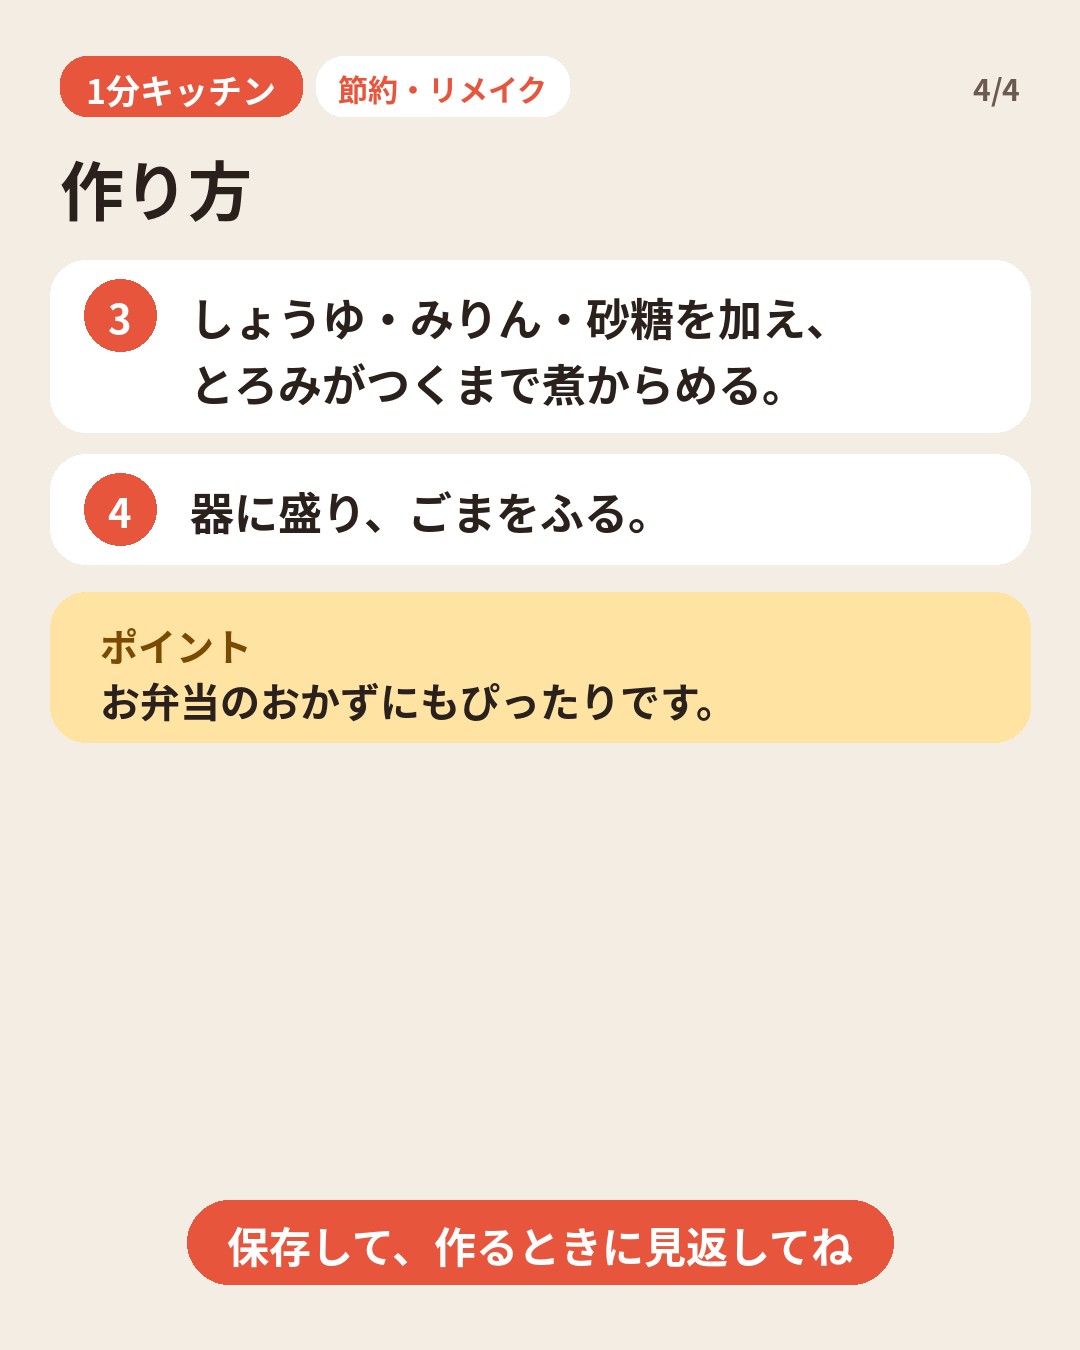 1分キッチン
節約・リメイク
4/4
作り方
3
しょうゆ・みりん・砂糖を加え、
とろみがつくまで煮からめる。
4
器に盛り、ごまをふる。
ポイント
お弁当のおかずにもぴったりです。
保存して、作るときに見返してね